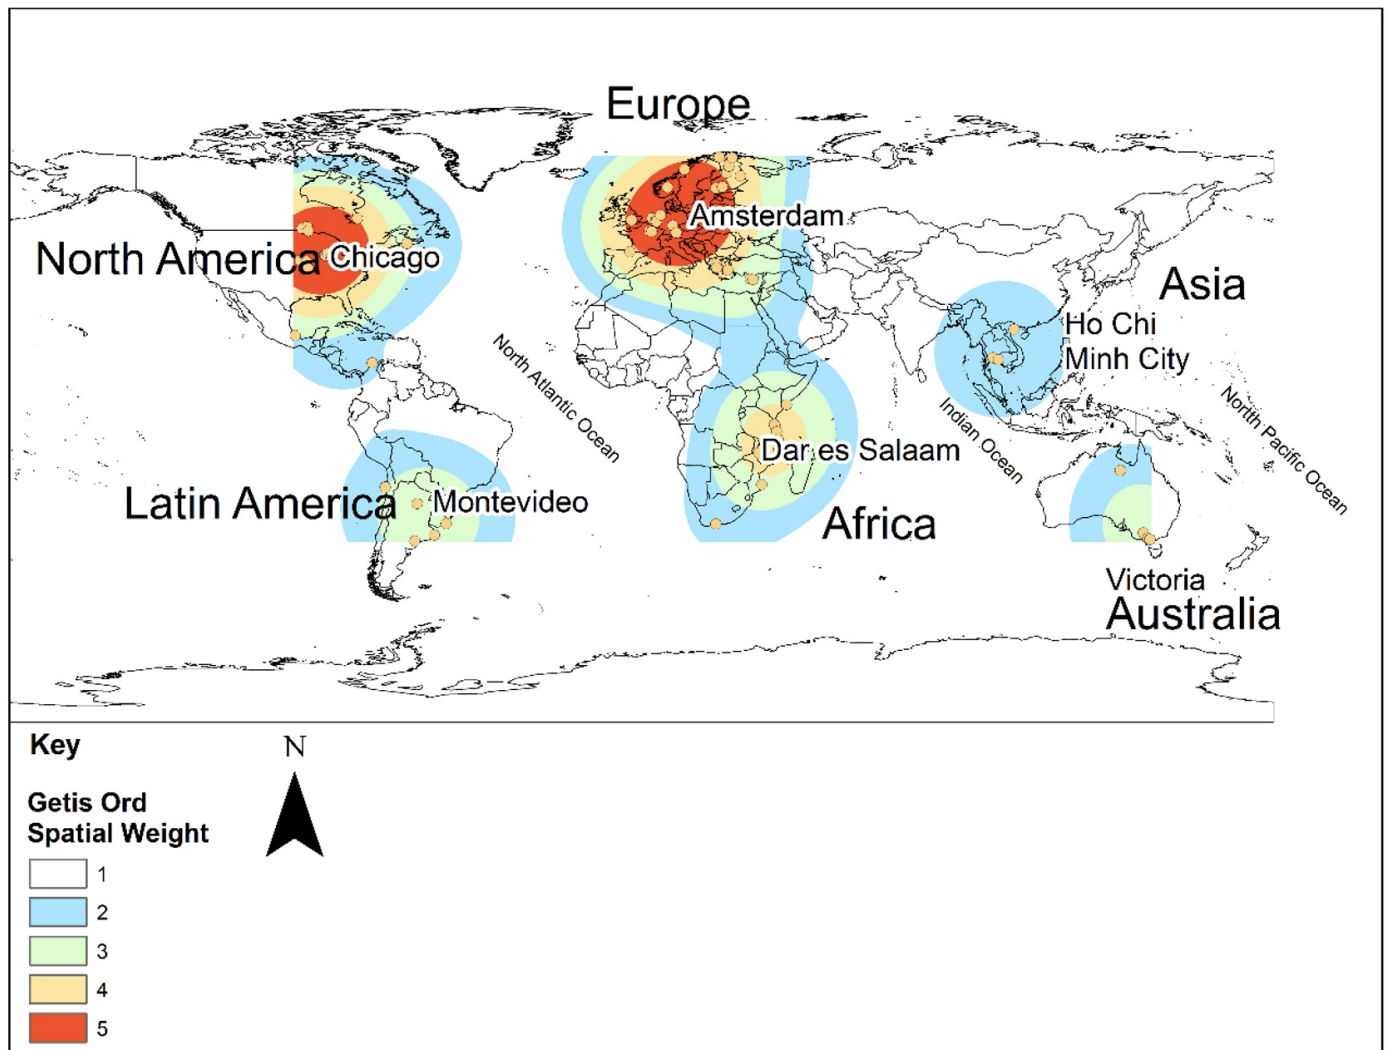 Europe
Amsterdam
North America
Chicago
Asia
Ho Chi
Minh City
North Atlantic Ocean
Indian Ocean
North Pacific Ocean
Dar es Salaam
Latin America
Montevideo
Africa
Victoria
Australia
Key
N
Getis Ord
Spatial Weight
1
2
3
4
5